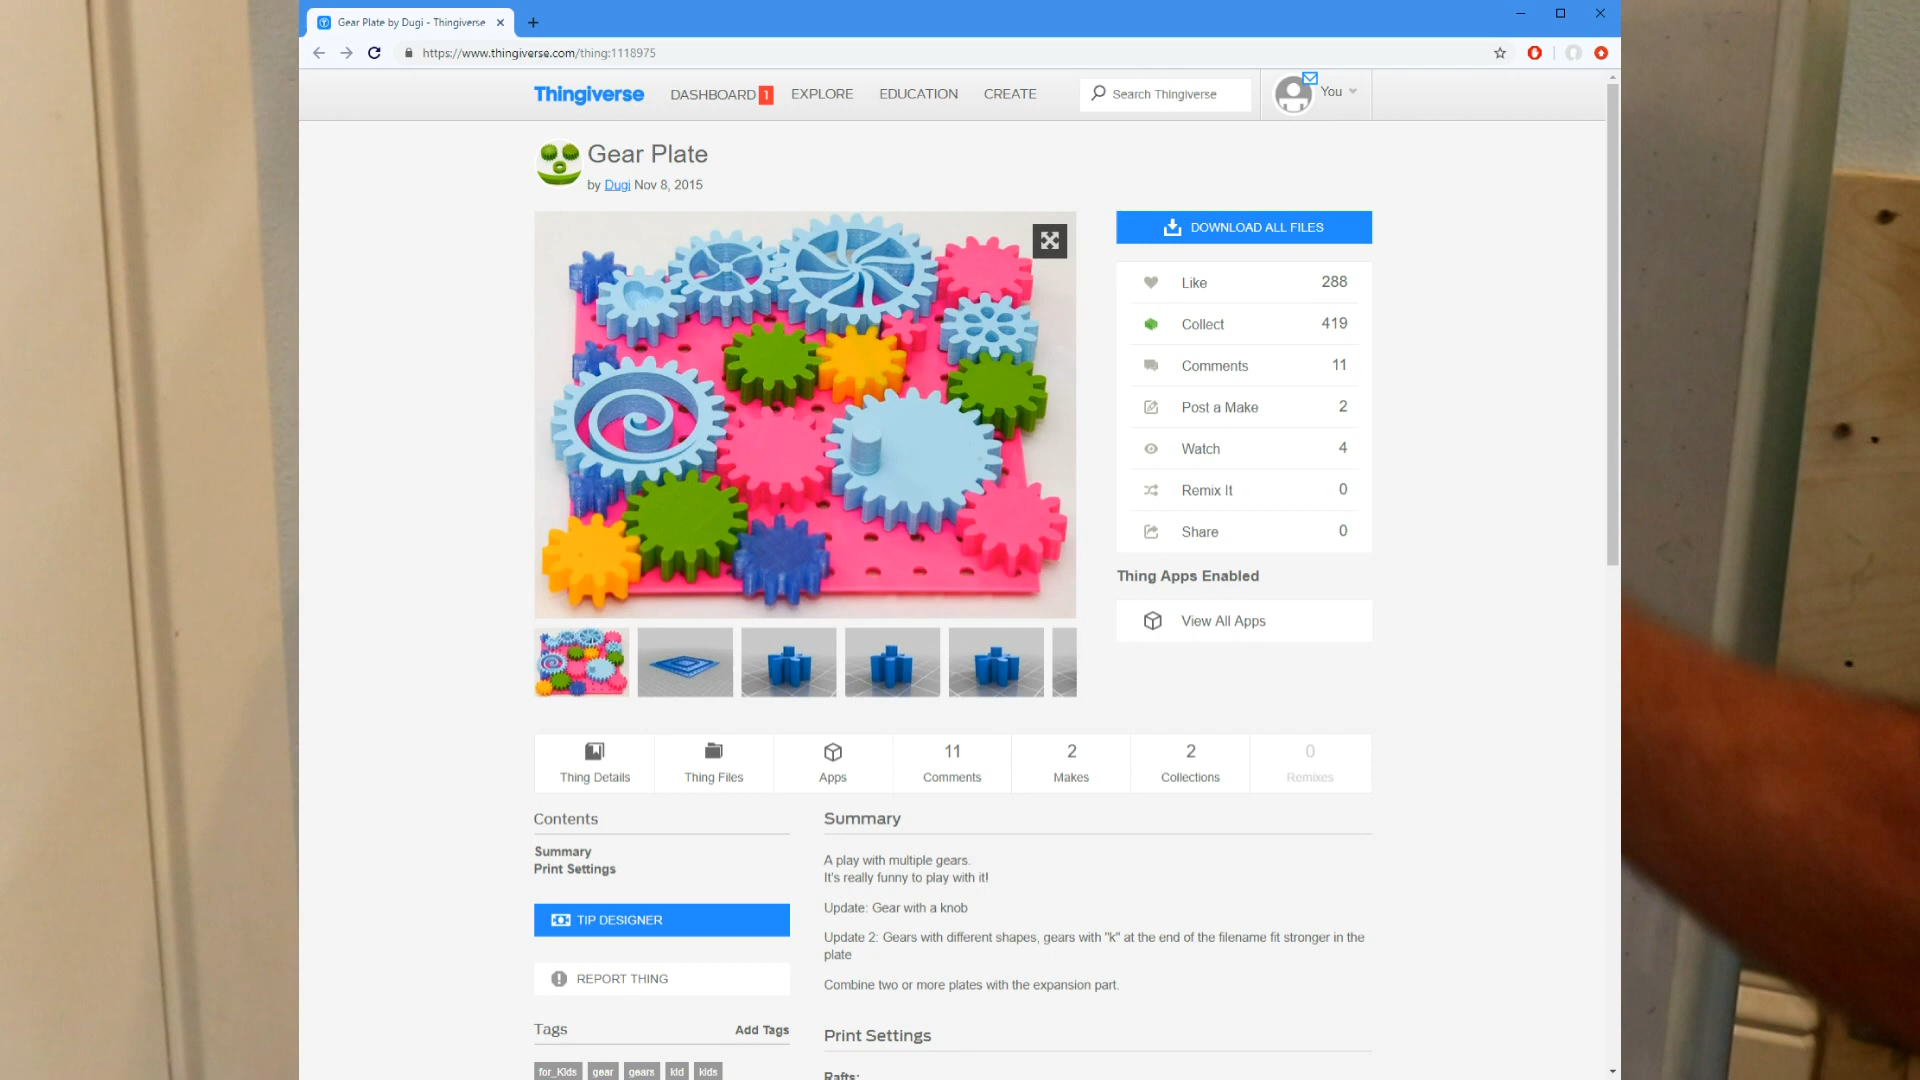 Gear Plate by Dugi - Thingiverse
https://www.thingiverse.com/thing:1118975
Thingiverse
DASHBOARD 1
EXPLORE
EDUCATION
CREATE
Search Thingiverse
You
Gear Plate
by Dugi Nov 8, 2015
DOWNLOAD ALL FILES
Like 288
Collect 419
Comments 11
Post a Make 2
Watch 4
Remix It 0
Share 0
Thing Apps Enabled
View All Apps
Thing Details
Thing Files
Apps
11 Comments
2 Makes
2 Collections
0 Remixes
Contents
Summary
Print Settings
TIP DESIGNER
REPORT THING
Tags
Add Tags
for_Kids gear gears kid kids
Summary
A play with multiple gears.
It's really funny to play with it!
Update: Gear with a knob
Update 2: Gears with different shapes, gears with "k" at the end of the filename fit stronger in the
plate
Combine two or more plates with the expansion part.
Print Settings
Rafts: